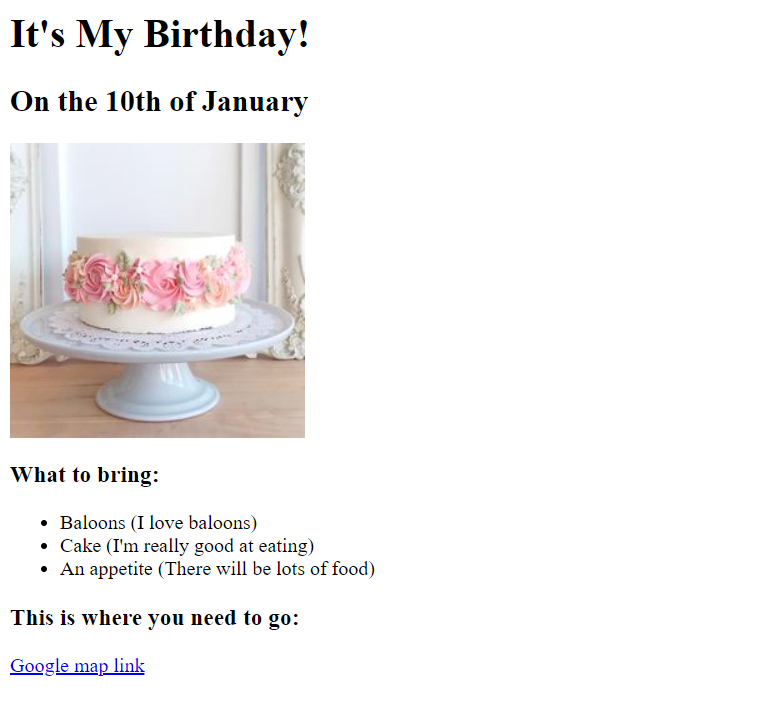 It's My Birthday!
On the 10th of January
What to bring:
Baloons (I love baloons)
Cake (I'm really good at eating)
An appetite (There will be lots of food)
This is where you need to go:
Google map link